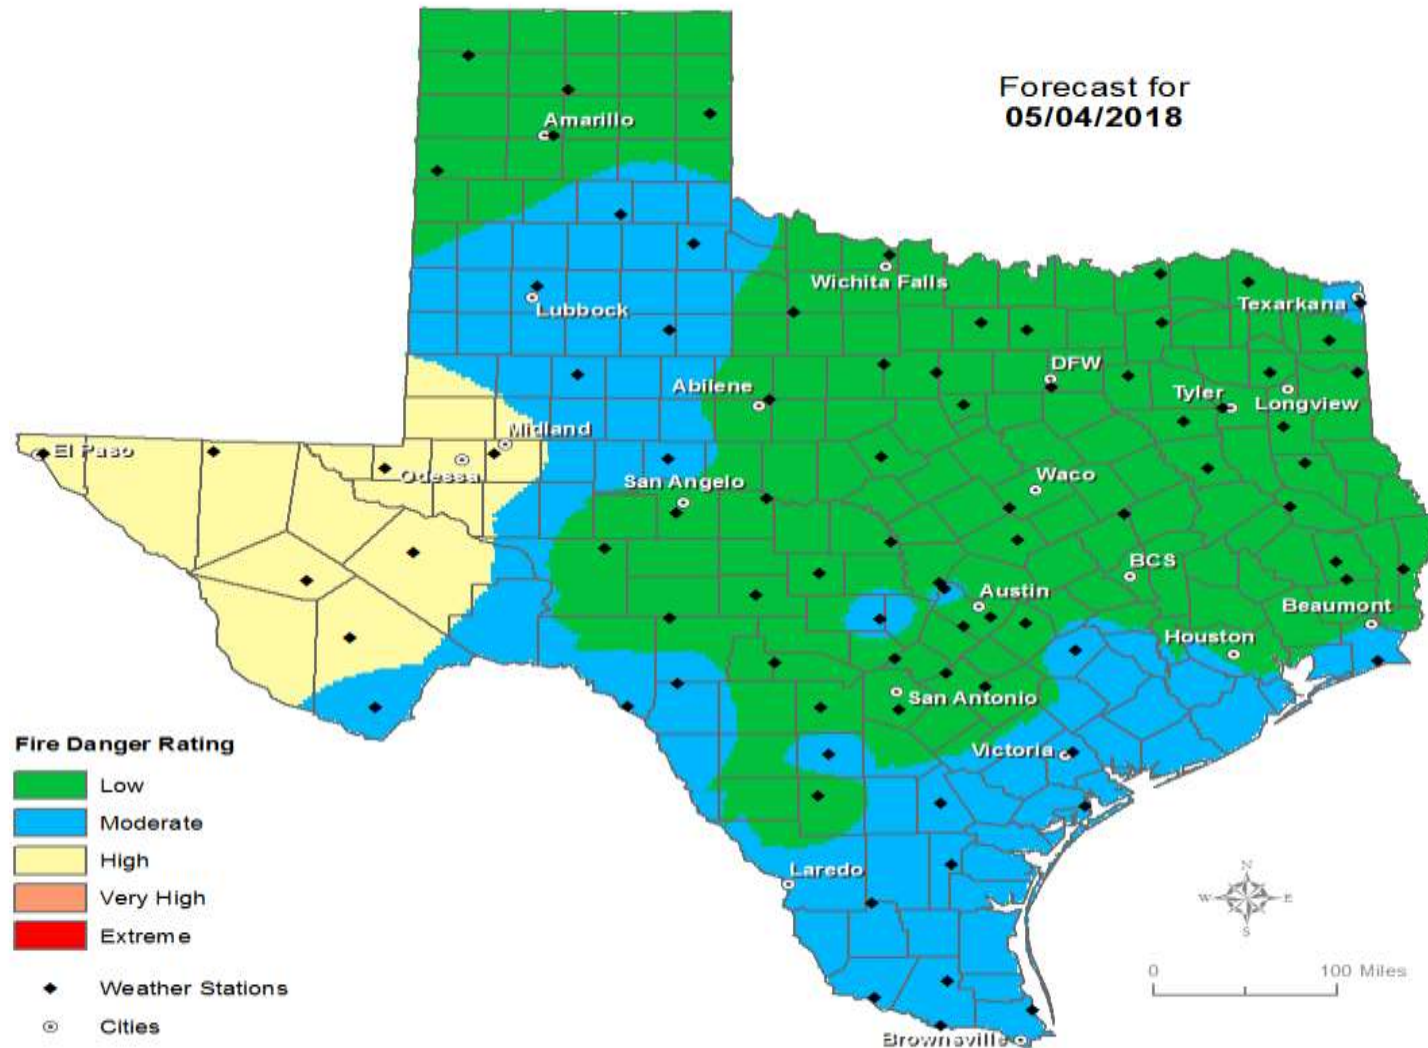 Forecast for
05/04/2018
Amarillo
Wichita Falls
Lubbock
Texarkana
DFW
Abilene
Tyler
Longview
Midland
El Paso
Odessa
San Angelo
Waco
BCS
Austin
Beaumont
Houston
San Antonio
Victoria
Laredo
Brownsville
Fire Danger Rating
Low
Moderate
High
Very High
Extreme
Weather Stations
Cities
N
W E
S
0 100 Miles